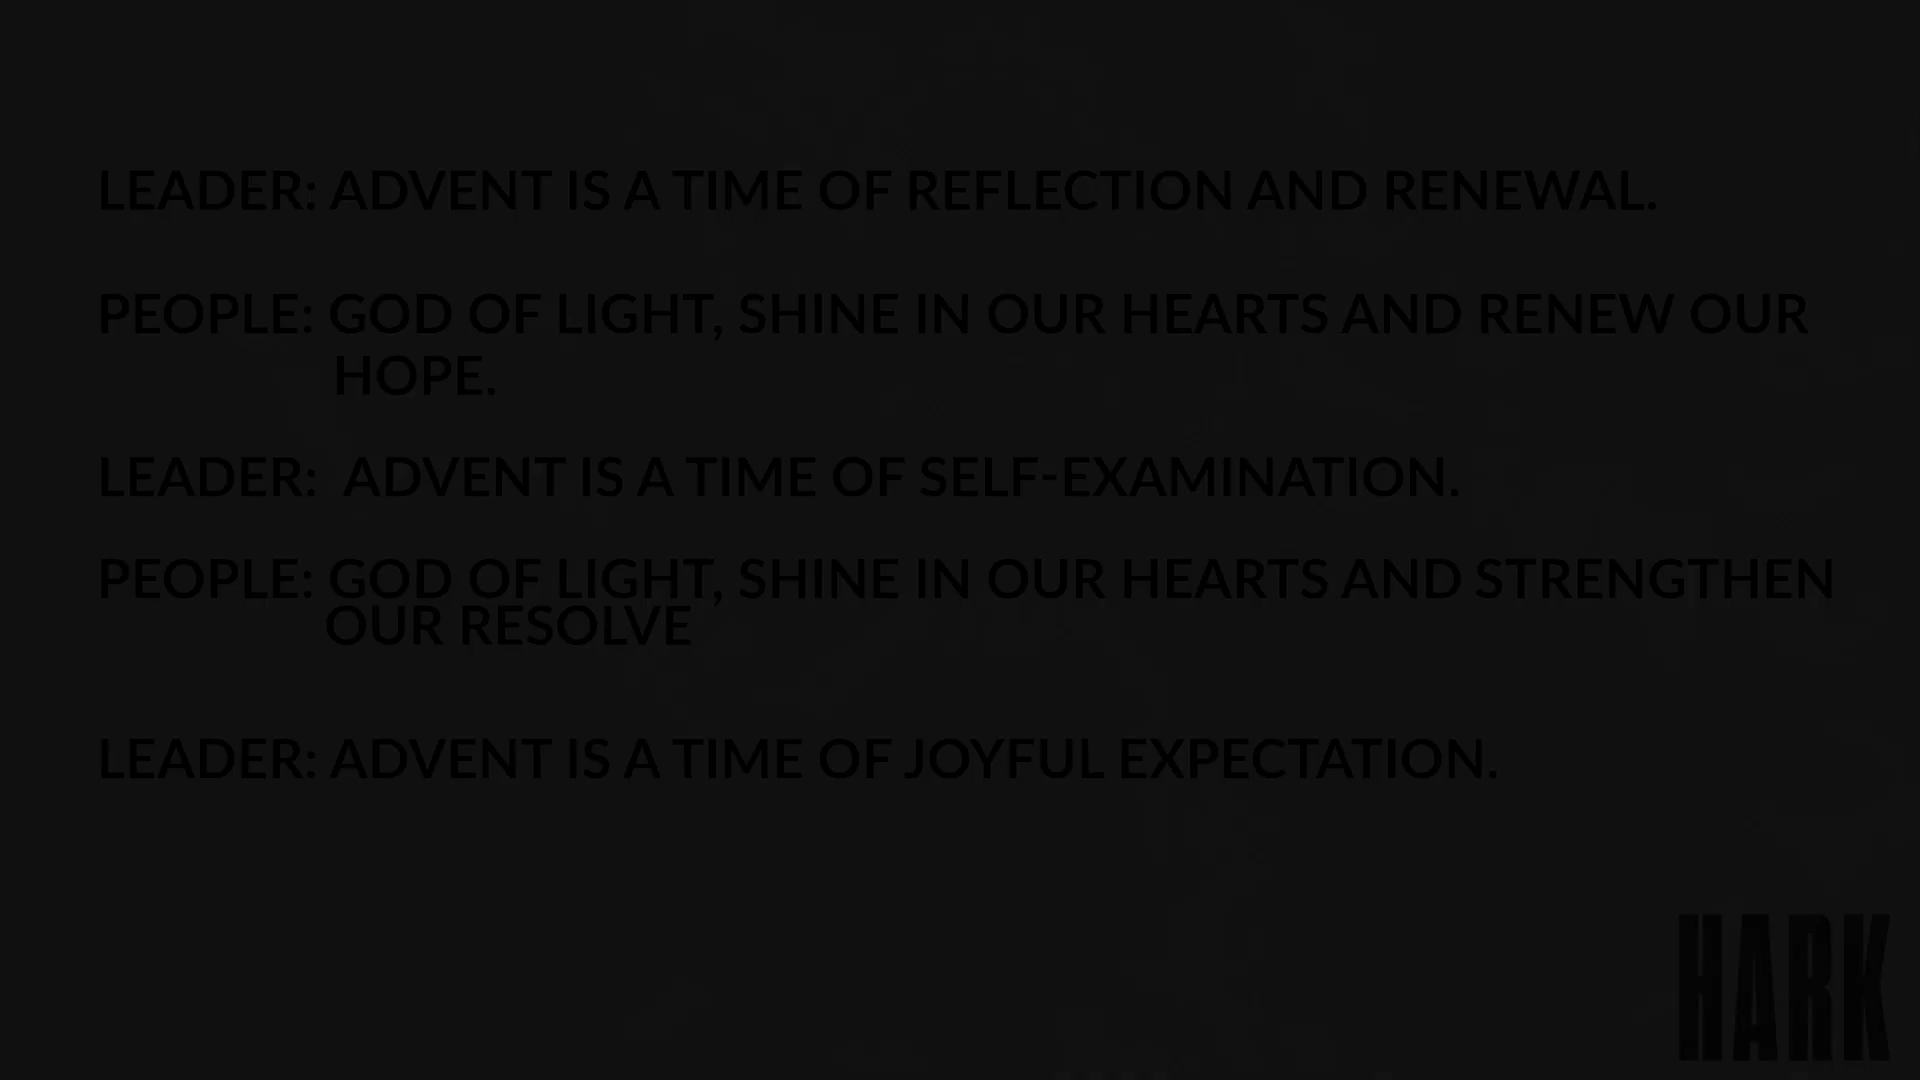 LEADER: ADVENT IS A TIME OF REFLECTION AND RENEWAL.
PEOPLE: GOD OF LIGHT, SHINE IN OUR HEARTS AND RENEW OUR
HOPE.
LEADER: ADVENT IS A TIME OF SELF-EXAMINATION.
PEOPLE: GOD OF LIGHT, SHINE IN OUR HEARTS AND STRENGTHEN
OUR RESOLVE
LEADER: ADVENT IS A TIME OF JOYFUL EXPECTATION.
HARK